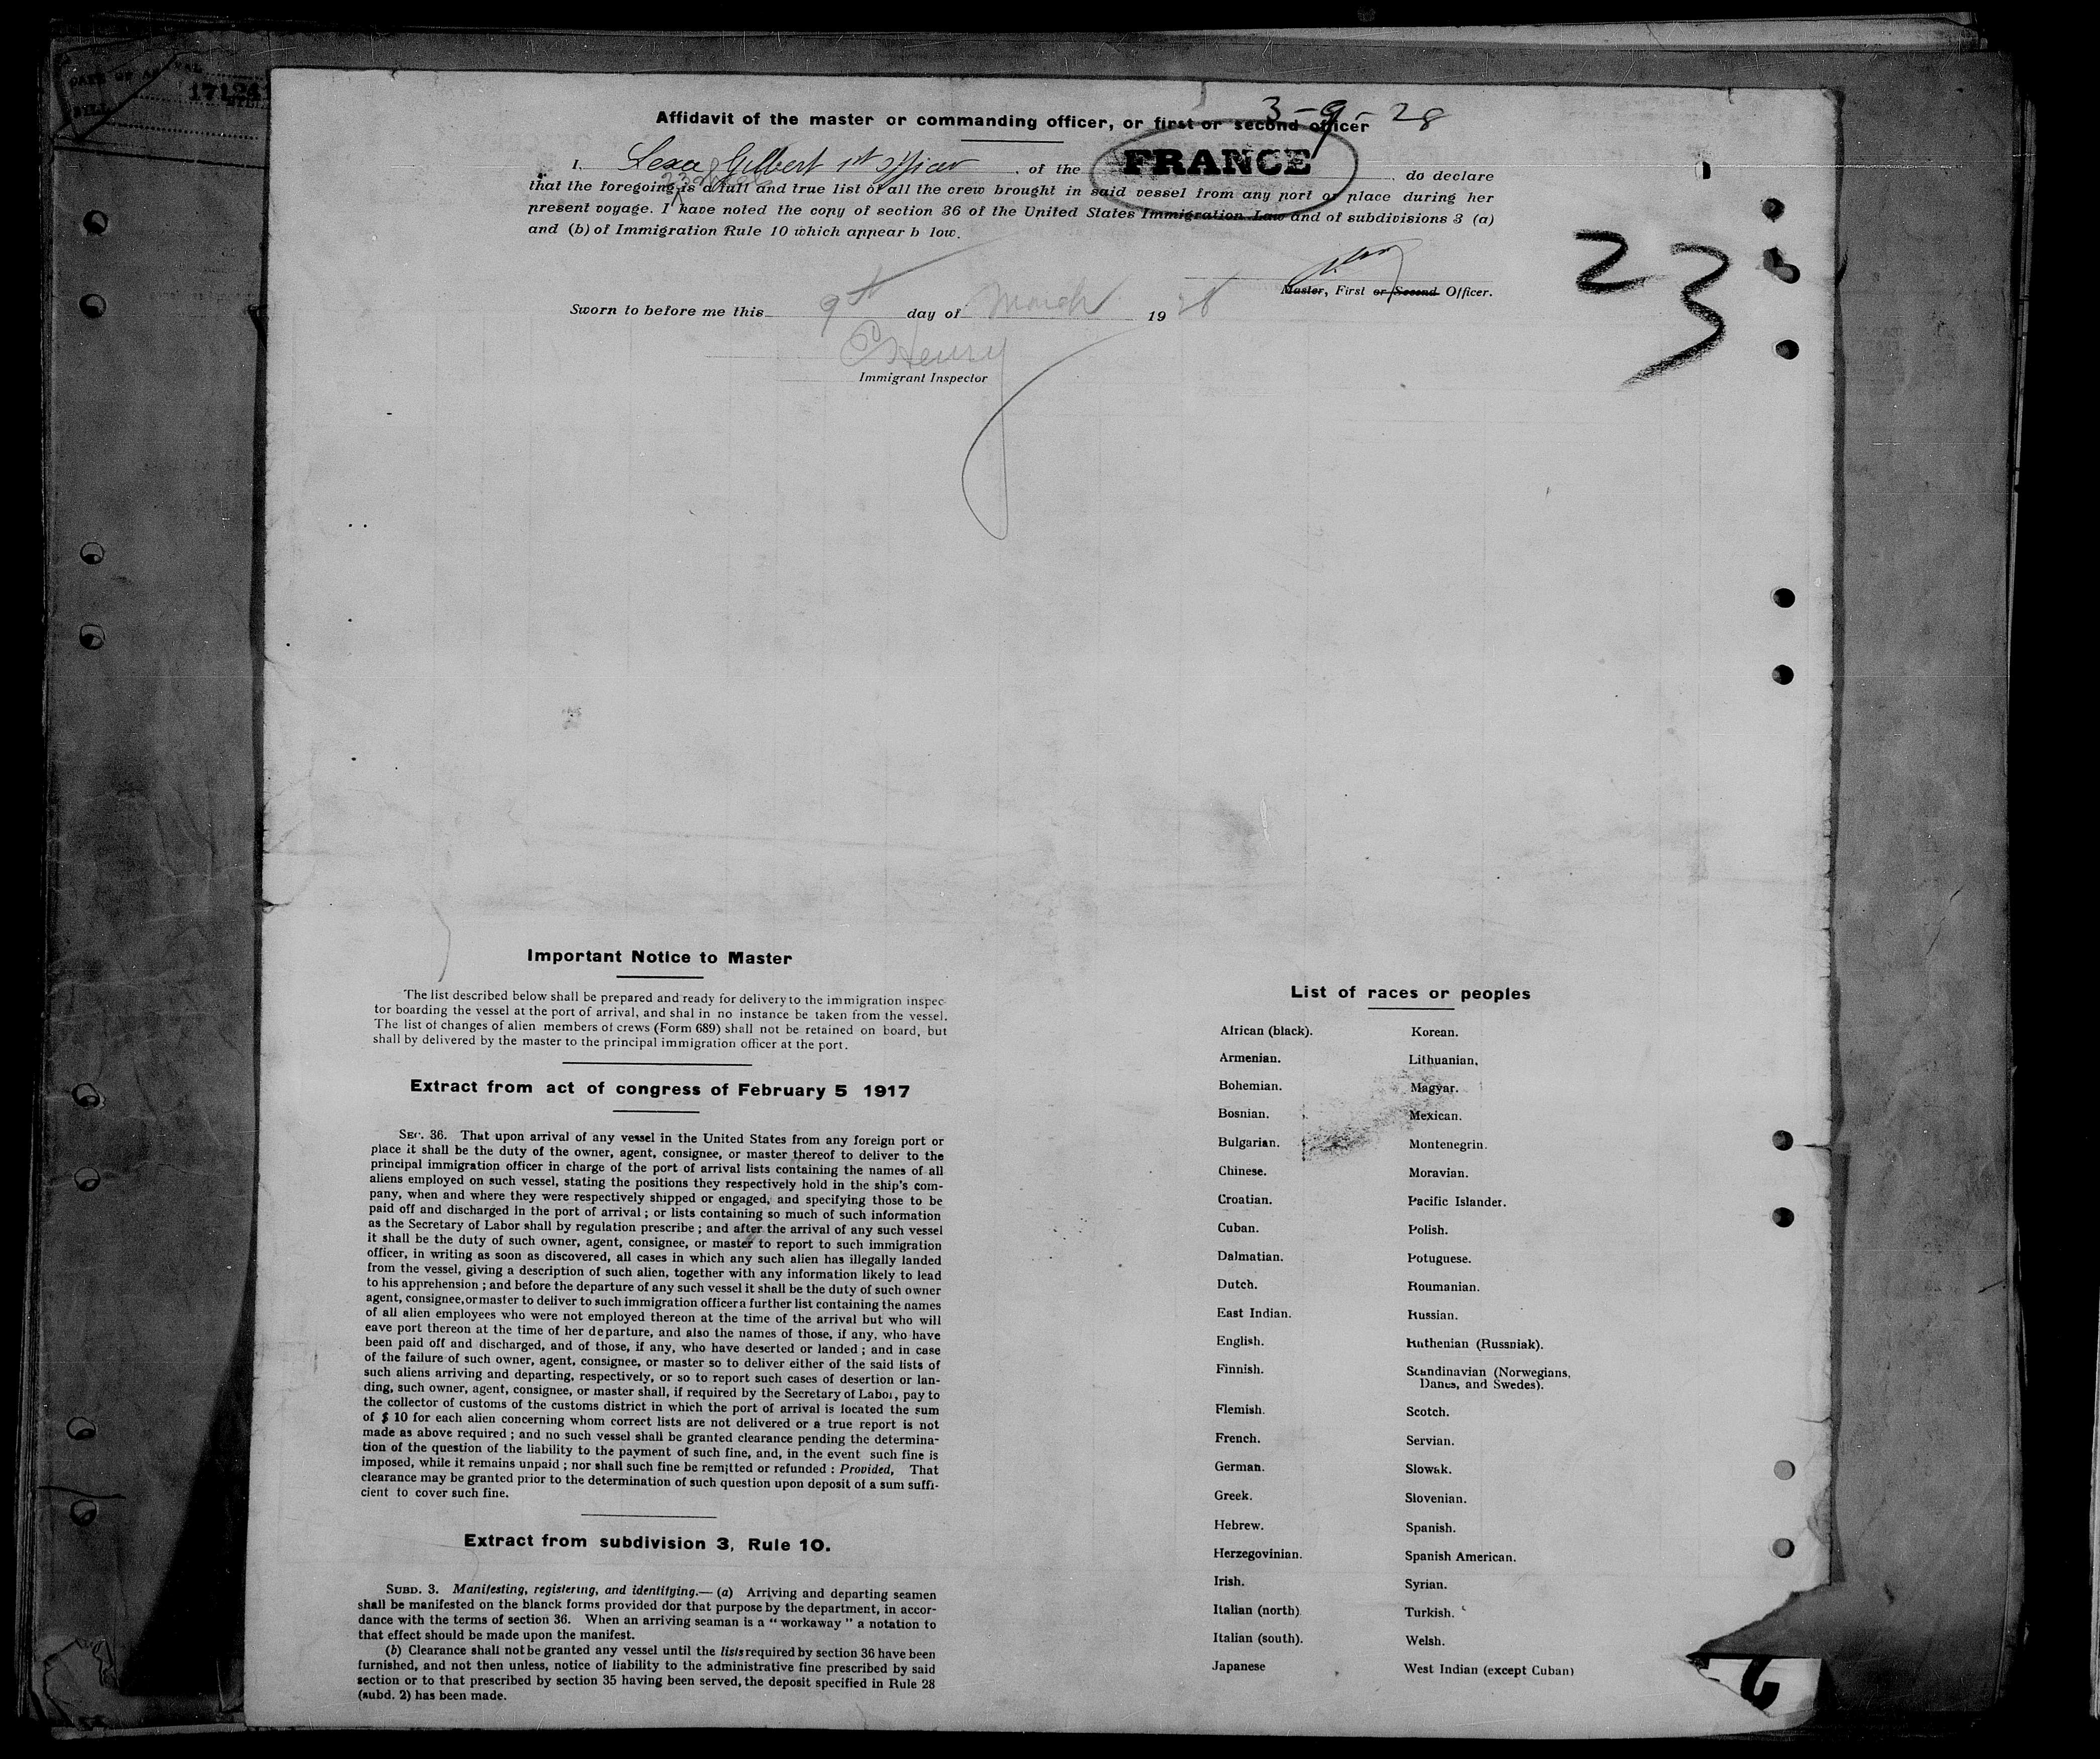 DATE OF ARRIVAL
171241
3-9-28
Affidavit of the master or commanding officer, or first or second officer
I. Gilbert 1st officer of the FRANCE do declare
that the foregoing is a full and true list of all the crew brought in said vessel from any port or place during her
present voyage. I have noted the copy of section 36 of the United States Immigration Law and of subdivisions 3 (a)
and (b) of Immigration Rule 10 which appear b low.
23
Master, First or Second Officer.
Sworn to before me this 9th day of March 1928
Henry
Immigrant Inspector
Important Notice to Master
The list described below shall be prepared and ready for delivery to the immigration inspec
tor boarding the vessel at the port of arrival, and shal in no instance be taken from the vessel.
The list of changes of alien members of crews (Form 689) shall not be retained on board, but
shall by delivered by the master to the principal immigration officer at the port.
Extract from act of congress of February 5 1917
SEC. 36. That upon arrival of any vessel in the United States from any foreign port or
place it shall be the duty of the owner, agent, consignee, or master thereof to deliver to the
principal immigration officer in charge of the port of arrival lists containing the names of all
aliens employed on such vessel, stating the positions they respectively hold in the ship's com-
pany, when and where they were respectively shipped or engaged, and specifying those to be
paid off and discharged in the port of arrival ; or lists containing so much of such information
as the Secretary of Labor shall by regulation prescribe ; and after the arrival of any such vessel
it shall be the duty of such owner, agent, consignee, or master to report to such immigration
officer, in writing as soon as discovered, all cases in which any such alien has illegally landed
from the vessel, giving a description of such alien, together with any information likely to lead
to his apprehension ; and before the departure of any such vessel it shall be the duty of such owner
agent, consignee, or master to deliver to such immigration officer a further list containing the names
of all alien employees who were not employed thereon at the time of the arrival but who will
eave port thereon at the time of her departure, and also the names of those, if any, who have
been paid off and discharged, and of those, if any, who have deserted or landed ; and in case
of the failure of such owner, agent, consignee, or master so to deliver either of the said lists of
such aliens arriving and departing, respectively, or so to report such cases of desertion or lan-
ding, such owner, agent, consignee, or master shall, if required by the Secretary of Labor, pay to
the collector of customs of the customs district in which the port of arrival is located the sum
of $ 10 for each alien concerning whom correct lists are not delivered or a true report is not
made as above required ; and no such vessel shall be granted clearance pending the determina-
tion of the question of the liability to the payment of such fine, and, in the event such fine is
imposed, while it remains unpaid ; nor shall such fine be remitted or refunded : Provided, That
clearance may be granted prior to the determination of such question upon deposit of a sum suffi-
cient to cover such fine.
Extract from subdivision 3, Rule 10.
SUBD. 3. Manifesting, registering, and identifying.— (a) Arriving and departing seamen
shall be manifested on the blanck forms provided dor that purpose by the department, in accor-
dance with the terms of section 36. When an arriving seaman is a “ workaway ” a notation to
that effect should be made upon the manifest.
(b) Clearance shall not be granted any vessel until the lists required by section 36 have been
furnished, and not then unless, notice of liability to the administrative fine prescribed by said
section or to that prescribed by section 35 having been served, the deposit specified in Rule 28
(subd. 2) has been made.
List of races or peoples
African (black).
Armenian.
Bohemian.
Bosnian.
Bulgarian.
Chinese.
Croatian.
Cuban.
Dalmatian.
Dutch.
East Indian.
English.
Finnish.
Flemish.
French.
German.
Greek.
Hebrew.
Herzegovinian.
Irish.
Italian (north).
Italian (south).
Japanese
Korean.
Lithuanian.
Magyar.
Mexican.
Montenegrin.
Moravian.
Pacific Islander.
Polish.
Potuguese.
Roumanian.
Russian.
Ruthenian (Russniak).
Scandinavian (Norwegians,
Danes, and Swedes).
Scotch.
Servian.
Slowak.
Slovenian.
Spanish.
Spanish American.
Syrian.
Turkish.
Welsh.
West Indian (except Cuban)